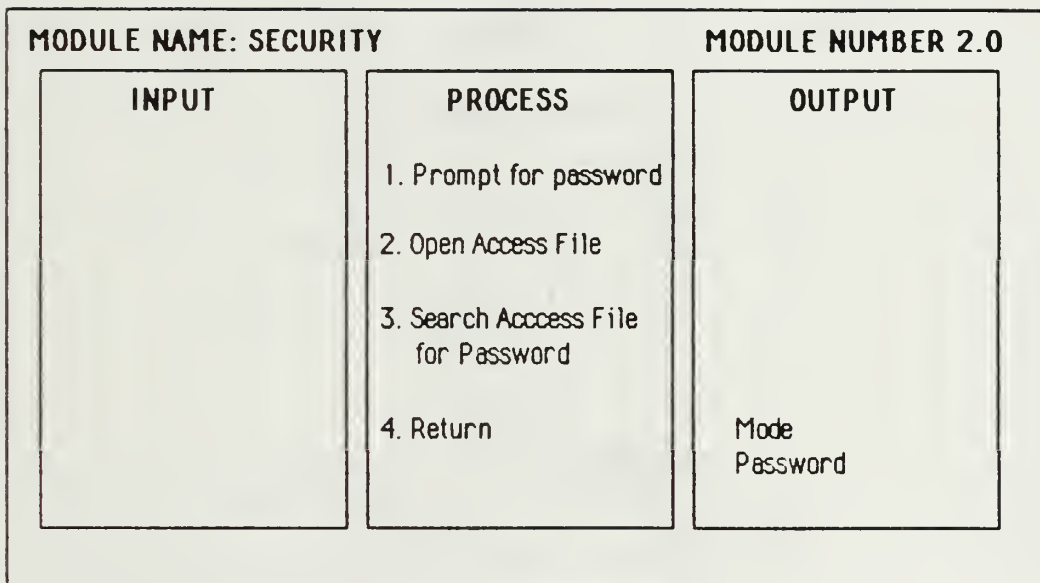 MODULE NAME: SECURITY MODULE NUMBER 2.0
INPUT PROCESS OUTPUT
1. Prompt for password
2. Open Access File
3. Search Acccess File
for Password
4. Return Mode
Password